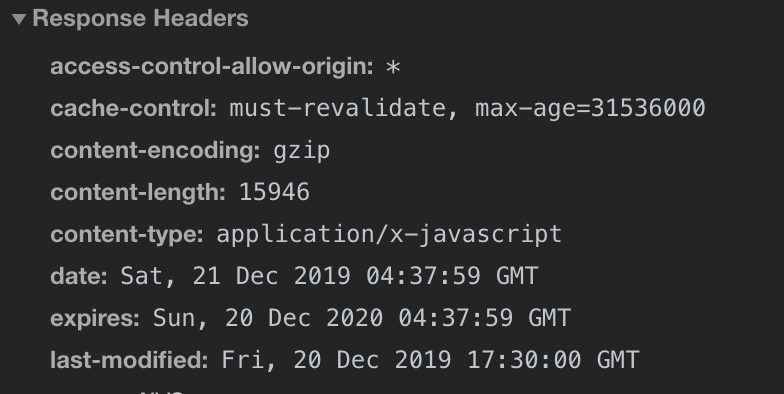 Response Headers
access-control-allow-origin: *
cache-control: must-revalidate, max-age=31536000
content-encoding: gzip
content-length: 15946
content-type: application/x-javascript
date: Sat, 21 Dec 2019 04:37:59 GMT
expires: Sun, 20 Dec 2020 04:37:59 GMT
last-modified: Fri, 20 Dec 2019 17:30:00 GMT